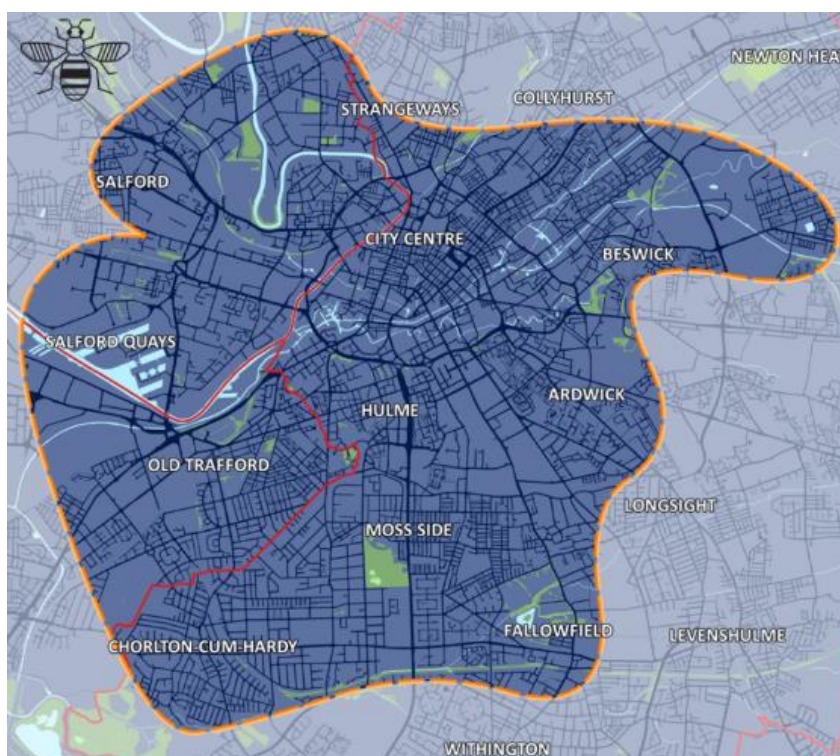 NEWTON HEA
COLLYHURST
STRANGEWAYS
SALFORD
CITY CENTRE
BESWICK
SALFORD QUAYS
ARDWICK
HULME
OLD TRAFFORD
LONGSIGHT
MOSS SIDE
FALLOWFIELD
LEVENSHULME
CHORLTON-CUM-HARDY
WITHINGTON